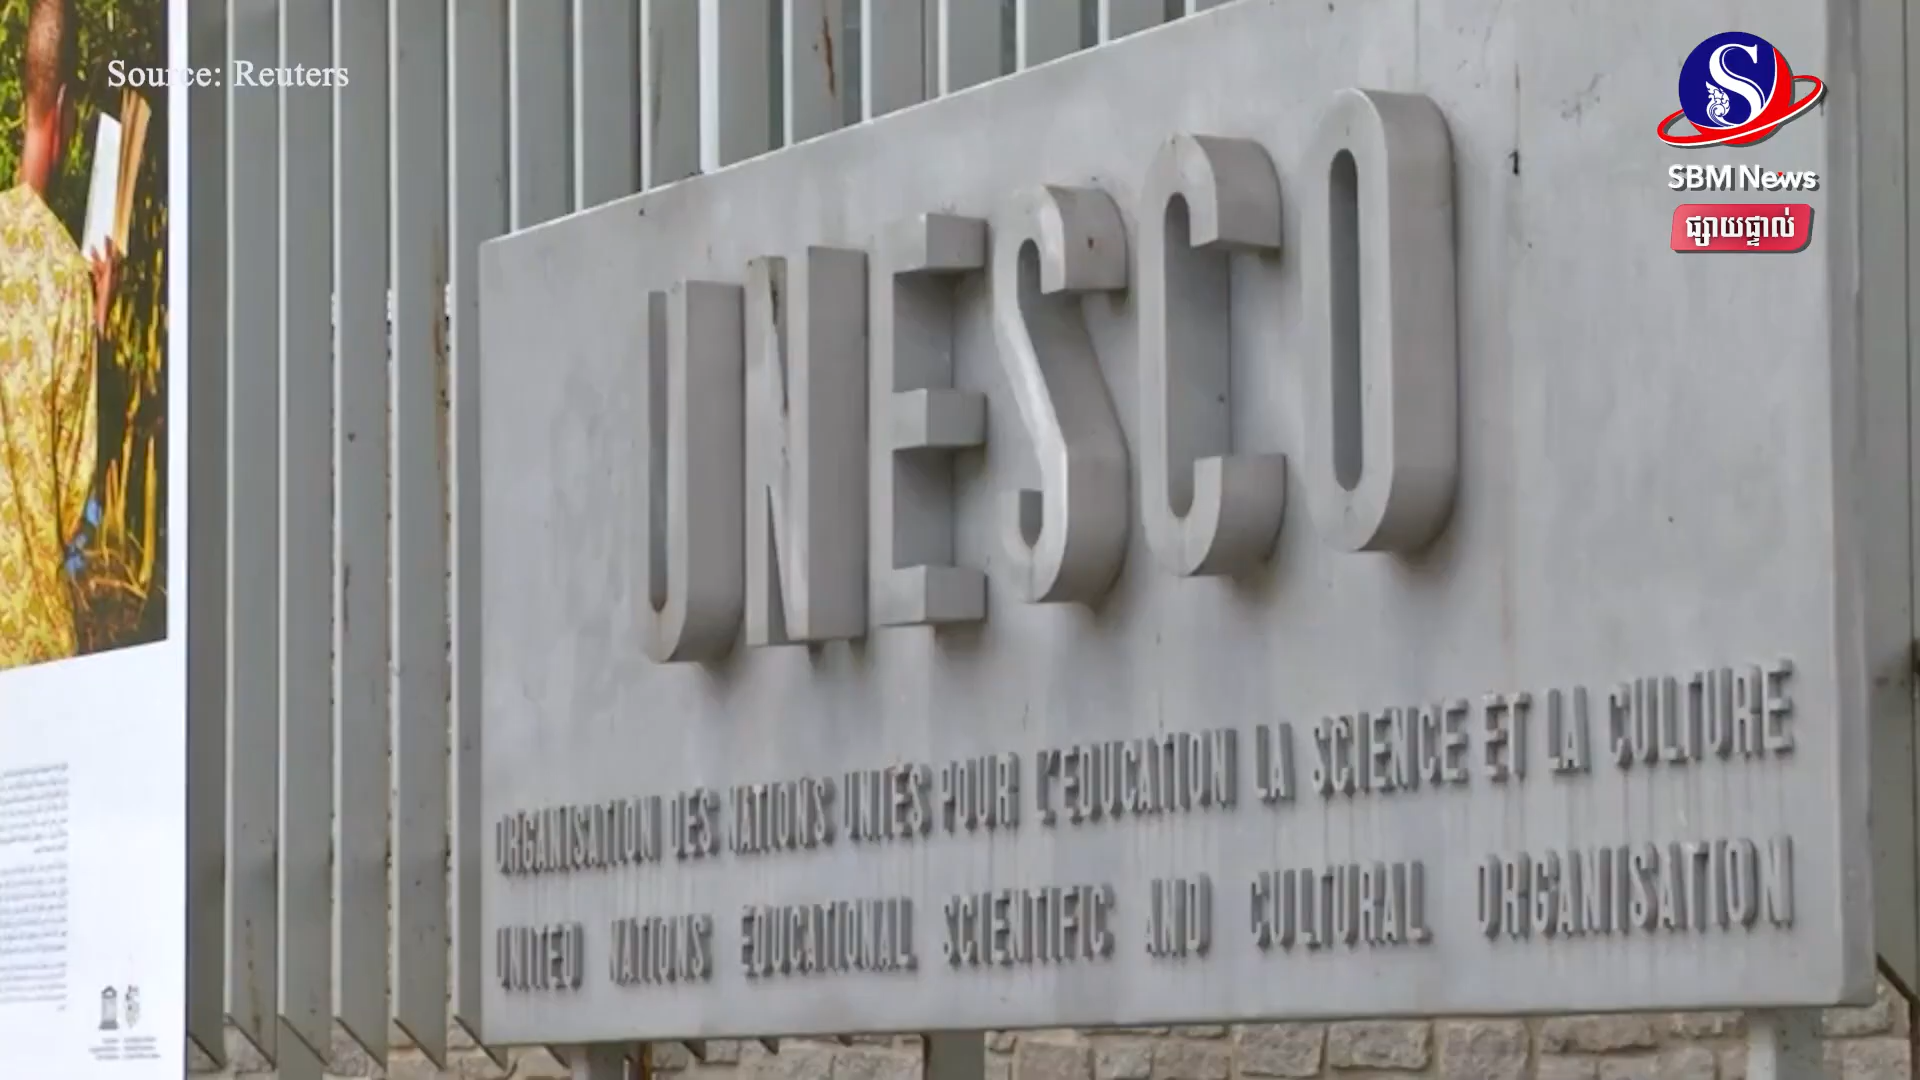 Source: Reuters
SBM News
ផ្សាយផ្ទាល់
UNESCO
ORGANISATION DES NATIONS UNIES POUR L'ÉDUCATION LA SCIENCE ET LA CULTURE
UNITED NATIONS EDUCATIONAL SCIENTIFIC AND CULTURAL ORGANISATION